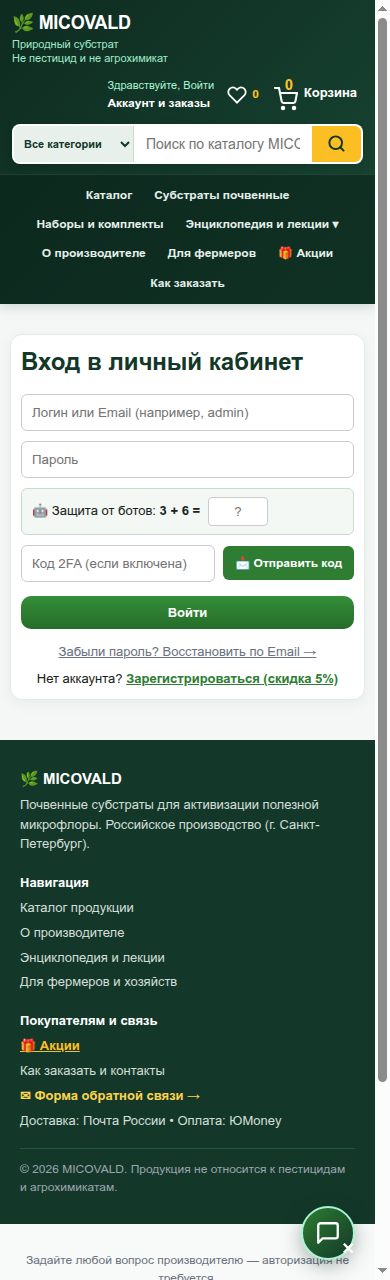 🌿 MICOVALD
Природный субстрат
Не пестицид и не агрохимикат
Здравствуйте, Войти
Аккаунт и заказы
0
0
Корзина
Все категории
Поиск по каталогу MICO
Каталог
Субстраты почвенные
Наборы и комплекты
Энциклопедия и лекции ▾
О производителе
Для фермеров
🎁 Акции
Как заказать
Вход в личный кабинет
Логин или Email (например, admin)
Пароль
🤖 Защита от ботов: 3 + 6 = ?
Код 2FA (если включена)
📩 Отправить код
Войти
Забыли пароль? Восстановить по Email →
Нет аккаунта? Зарегистрироваться (скидка 5%)
🌿 MICOVALD
Почвенные субстраты для активизации полезной
микрофлоры. Российское производство (г. Санкт-
Петербург).
Навигация
Каталог продукции
О производителе
Энциклопедия и лекции
Для фермеров и хозяйств
Покупателям и связь
🎁 Акции
Как заказать и контакты
✉ Форма обратной связи →
Доставка: Почта России • Оплата: ЮMoney
© 2026 MICOVALD. Продукция не относится к пестицидам
и агрохимикатам.
Задайте любой вопрос производителю — авторизация не
требуется